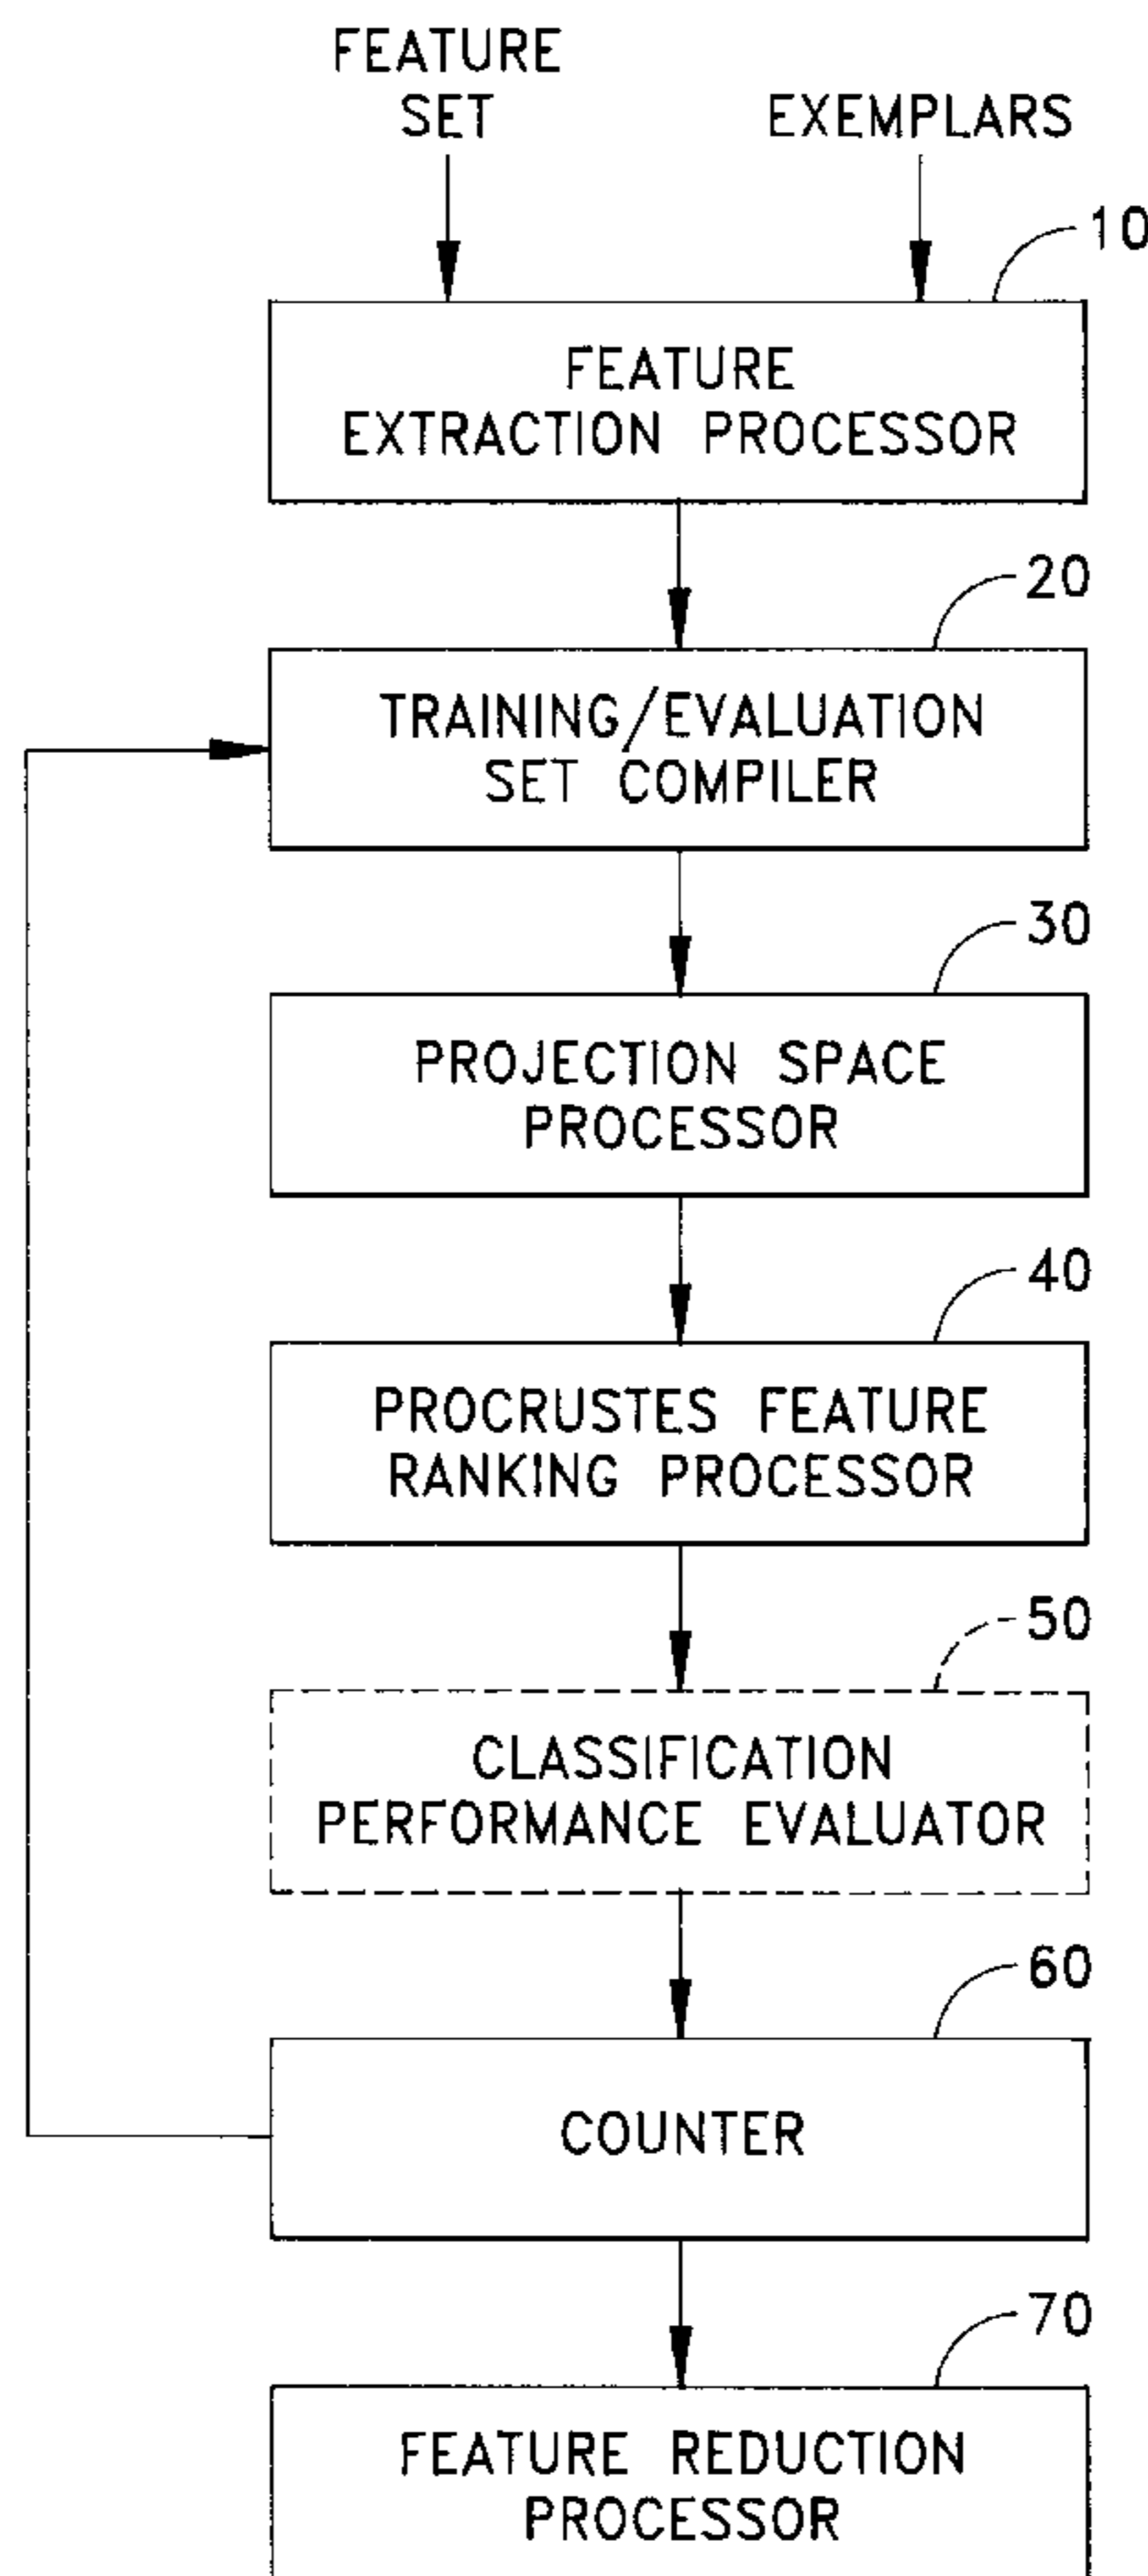 FEATURE
SET
EXEMPLARS
10
FEATURE
EXTRACTION PROCESSOR
20
TRAINING/EVALUATION
SET COMPILER
30
PROJECTION SPACE
PROCESSOR
40
PROCRUSTES FEATURE
RANKING PROCESSOR
50
CLASSIFICATION
PERFORMANCE EVALUATOR
60
COUNTER
70
FEATURE REDUCTION
PROCESSOR